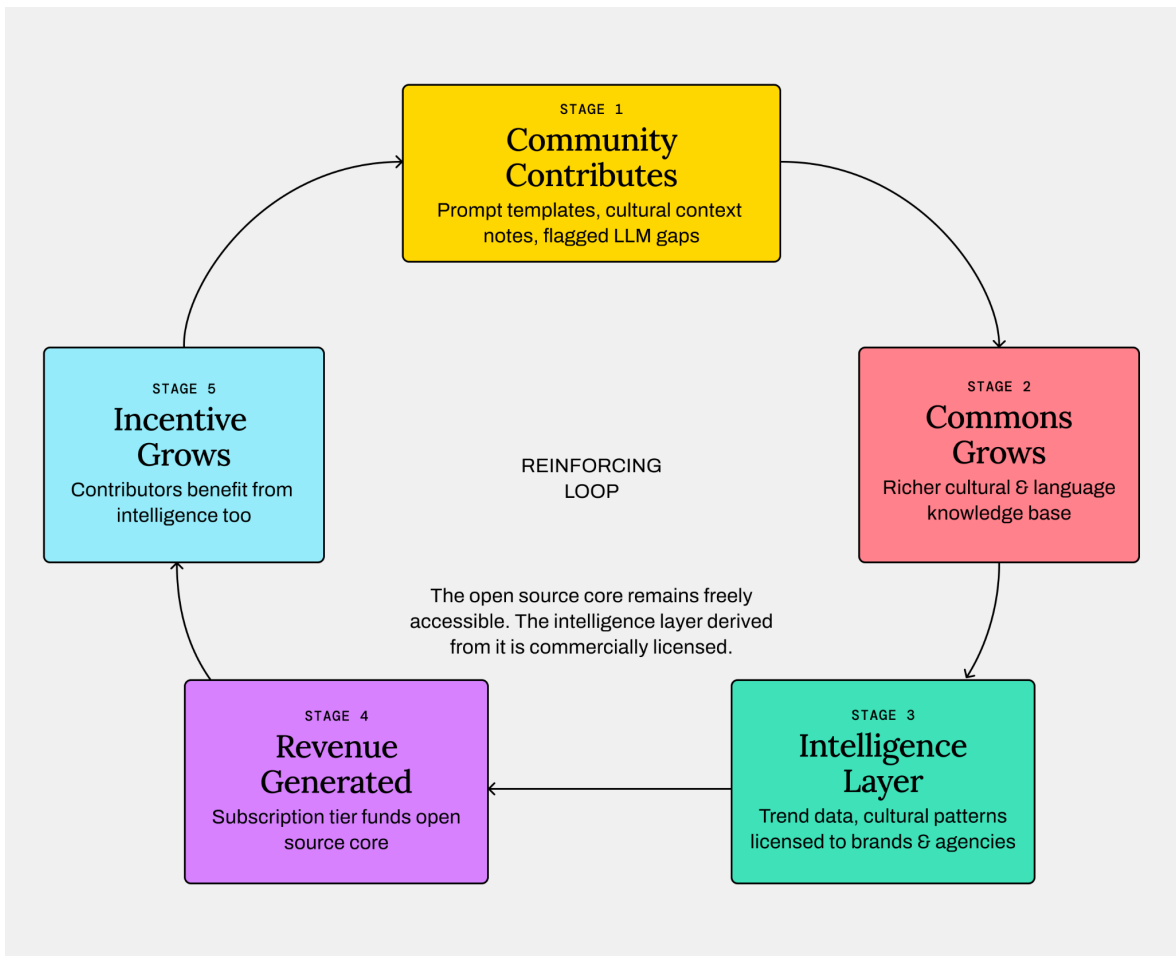 STAGE 1
Community
Contributes
Prompt templates, cultural context
notes, flagged LLM gaps
STAGE 2
Commons
Grows
Richer cultural & language
knowledge base
STAGE 3
Intelligence
Layer
Trend data, cultural patterns
licensed to brands & agencies
STAGE 4
Revenue
Generated
Subscription tier funds open
source core
STAGE 5
Incentive
Grows
Contributors benefit from
intelligence too
REINFORCING
LOOP
The open source core remains freely
accessible. The intelligence layer derived
from it is commercially licensed.